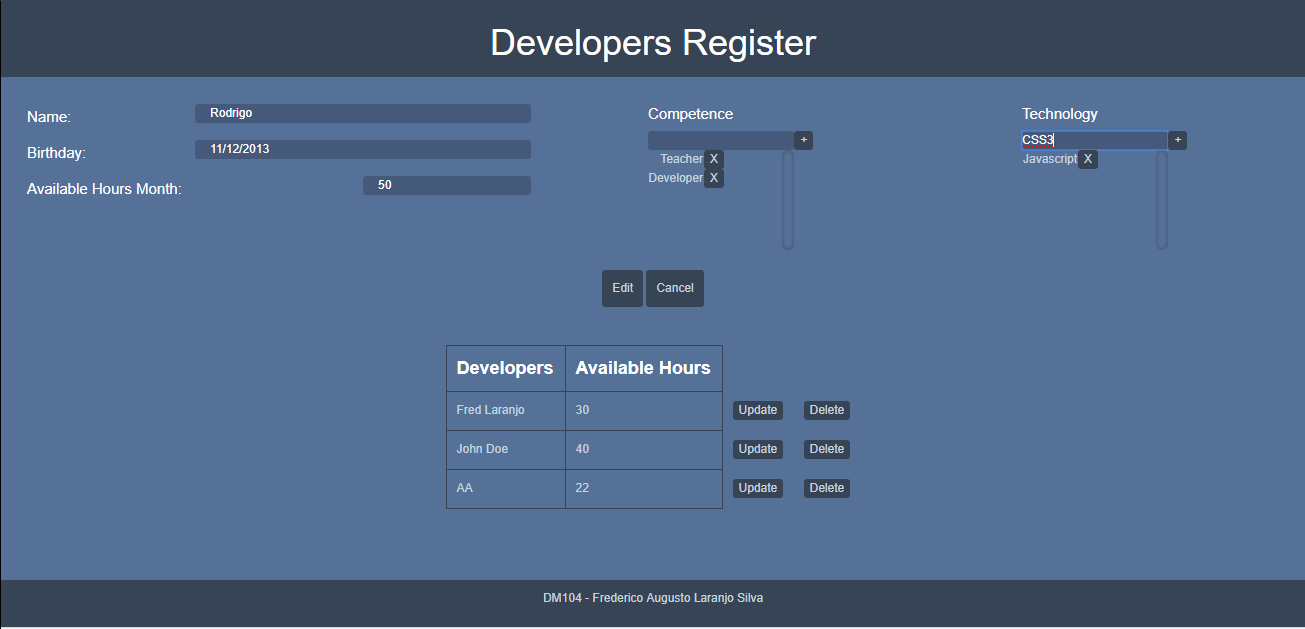 Developers Register
Name: Rodrigo
Birthday: 11/12/2013
Available Hours Month: 50
Competence
+
Teacher X
Developer X
Technology
CSS3 +
Javascript X
Edit Cancel
Developers Available Hours
Fred Laranjo 30 Update Delete
John Doe 40 Update Delete
AA 22 Update Delete
DM104 - Frederico Augusto Laranjo Silva